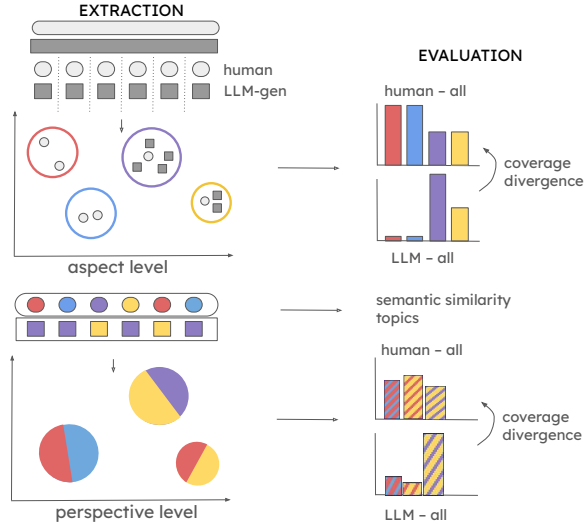 EXTRACTION
human
LLM-gen
aspect level
EVALUATION
human – all
coverage
divergence
LLM – all
semantic similarity
topics
perspective level
human – all
coverage
divergence
LLM – all